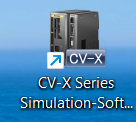 CV-X
CV-X Series
Simulation-Soft...